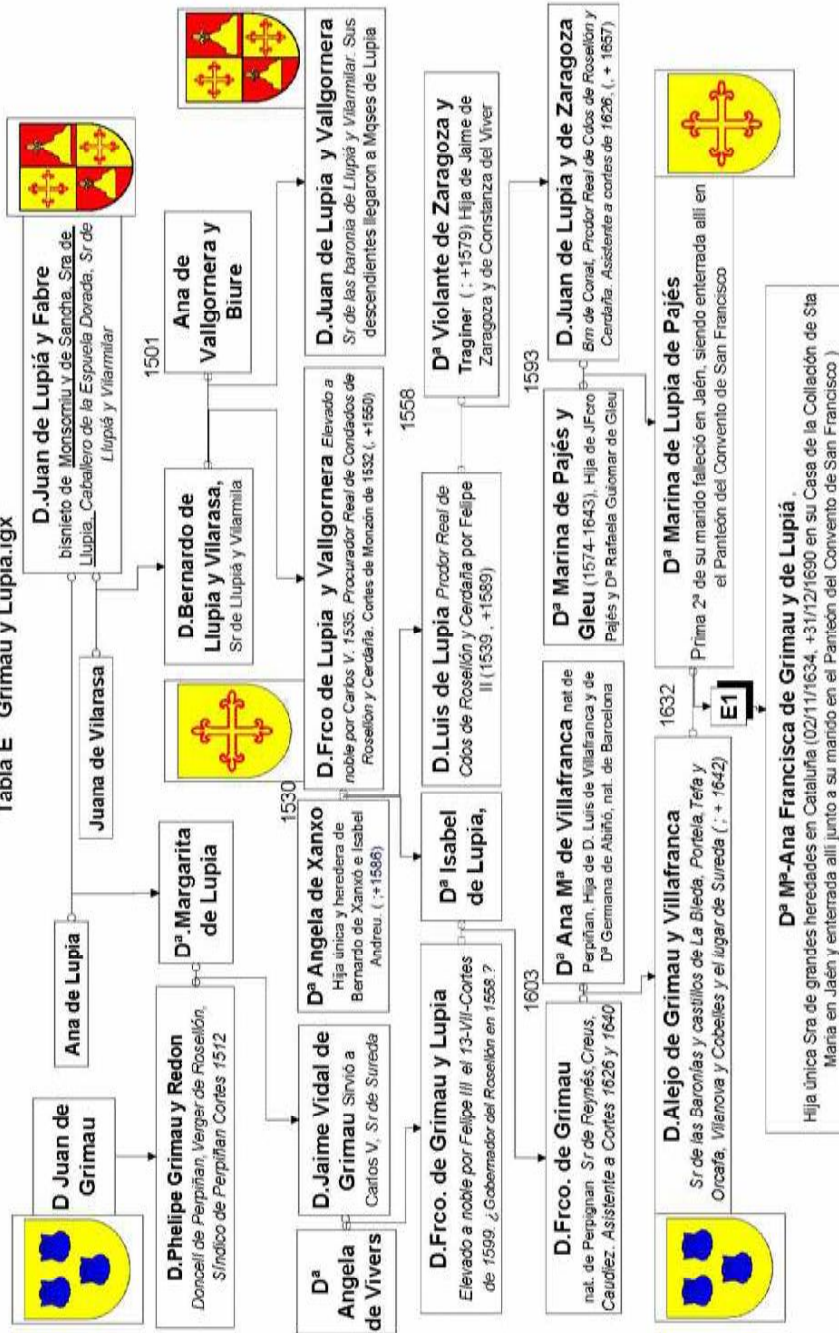 Tabla E Grimau y Lupia.igx
D Juan de
Grimau
Ana de Lupia
Juana de Vilarasa
D.Juan de Lupiá y Fabre
bisnieto de Monsorniu y de Sancha, Sra de
Llupia, Caballero de la Espuela Dorada, Sr de
Llupiá y Vilarmilar
D.Phelipe Grimau y Redon
Doncell de Perpiñan, Verger de Rosellón,
Síndico de Perpiñan Cortes 1512
Dª.Margarita
de Lupia
D.Bernardo de
Llupia y Vilarasa,
Sr de Llupiá y Vilarmila
1501
Ana de
Vallgornera y
Biure
Dª
Angela
de Vivers
D.Jaime Vidal de
Grimau Sirvió a
Carlos V, Sr de Sureda
Dª Angela de Xanxo
Hija única y heredera de
Bernardo de Xanxó e Isabel
Andreu. ( ;+1586)
1530
D.Frco de Lupia y Vallgornera Elevado a
noble por Carlos V. 1535. Procurador Real de Condados de
Rosellón y Cerdaña. Cortes de Monzón de 1532 (, +1550)
D.Juan de Lupia y Vallgornera
Sr de las baronia de Llupiá y Vilarmilar. Sus
descendientes llegaron a Mqses de Lupia
D.Frco. de Grimau y Lupia
Elevado a noble por Felipe III el 13-VII-Cortes
de 1599. ¿Gobernador del Rosellón en 1558.?
Dª Isabel
de Lupia,
D.Luis de Lupia Prcdor Real de
Cdos de Rosellón y Cerdaña por Felipe
II (1539 , +1589)
1558
Dª Violante de Zaragoza y
Tragliner ( ; +1579) Hija de Jaime de
Zaragoza y de Constanza del Viver
D.Frco. de Grimau
nat. de Perpignan Sr de Reynés,Creus,
Caudiez. Asistente a Cortes 1626 y 1640
1603
Dª Ana Mª de Villafranca nat de
Perpiñan, Hija de D. Luis de Villafranca y de
Dª Germana de Abiñó, nat. de Barcelona
Dª Marina de Pajés y
Gleu (1574-1643), Hija de JForo
Pajés y Dª Rafaela Guiomar de Gleu
1593
D.Juan de Lupia y de Zaragoza
Brn de Conat, Prcdor Real de Cdos de Rosellón y
Cerdaña. Asistente a cortes de 1626, (, + 1657)
D.Alejo de Grimau y Villafranca
Sr de las Baronías y castillos de La Bleda, Portela,Tefa y
Orcafa, Vilanova y Cobelles y el lugar de Sureda ( ; + 1642)
1632
E1
Dª Marina de Lupia de Pajés
Prima 2ª de su marido falleció en Jaén, siendo enterrada allí en
el Panteón del Convento de San Francisco
Dª Mª-Ana Francisca de Grimau y de Lupiá ,
Hija única Sra de grandes heredades en Cataluña (02/11/1634, +31/12/1690 en su Casa de la Collación de Sta
Maria en Jaén y enterrada allí junto a su marido en el Panteón del Convento de San Francisco )